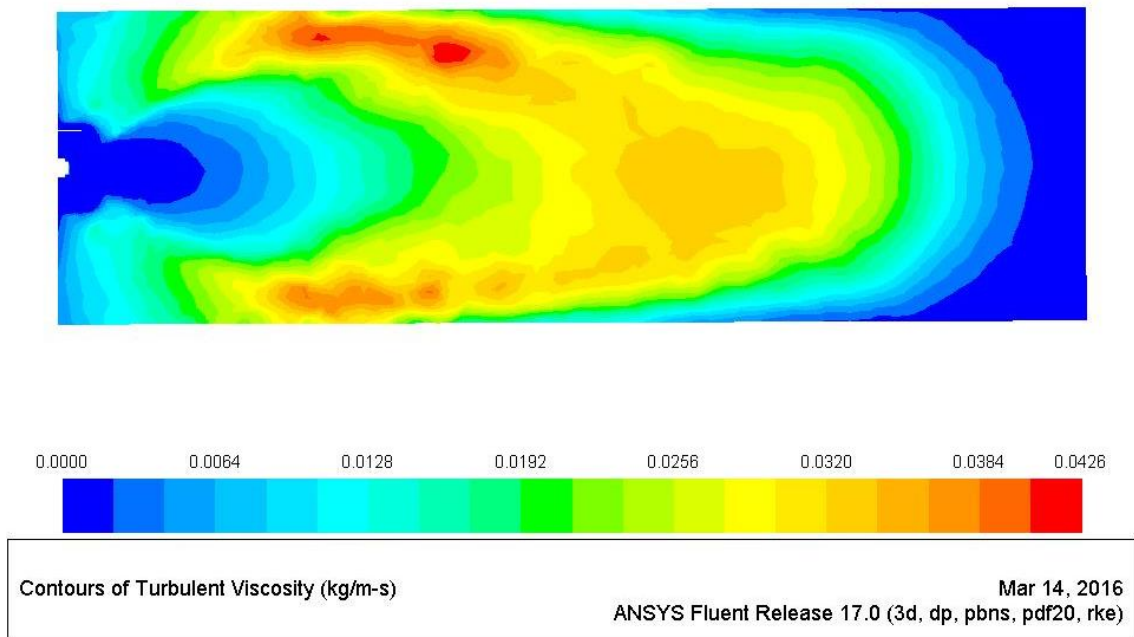 0.0000 0.0064 0.0128 0.0192 0.0256 0.0320 0.0384 0.0426
Contours of Turbulent Viscosity (kg/m-s)
Mar 14, 2016
ANSYS Fluent Release 17.0 (3d, dp, pbns, pdf20, rke)